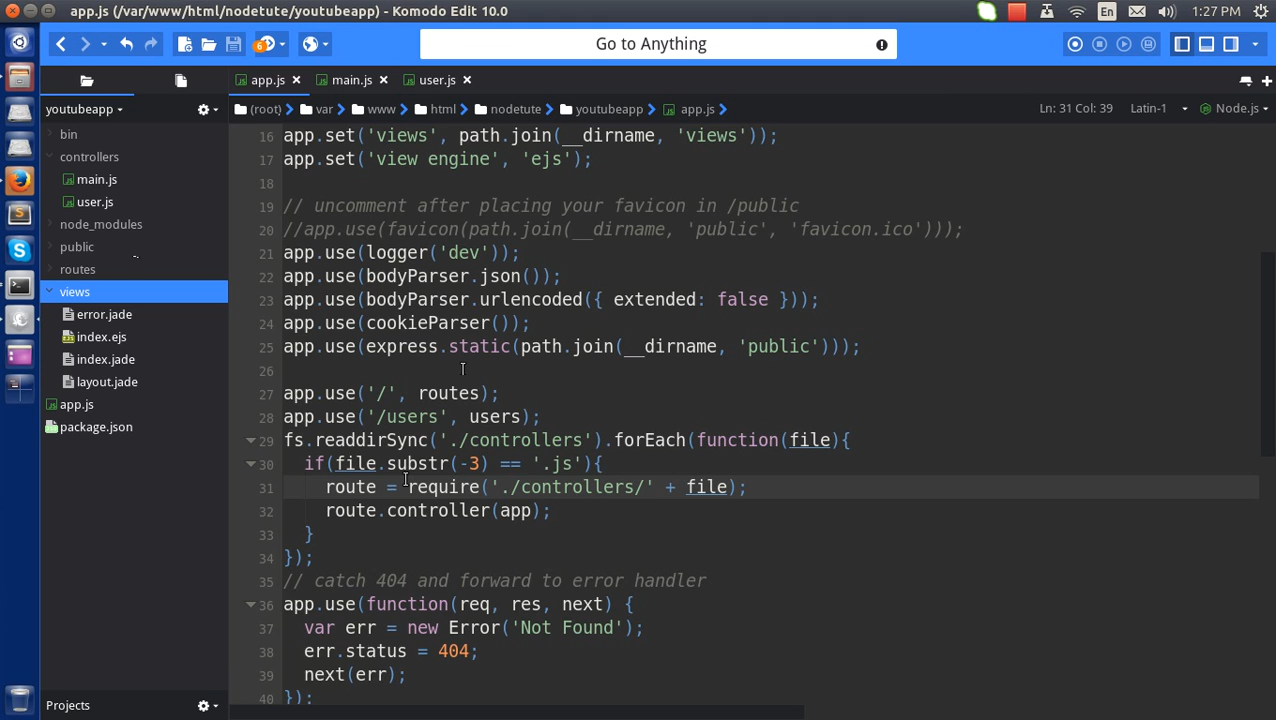 app.js (/var/www/html/nodetute/youtubeapp) - Komodo Edit 10.0
En
1:27 PM
6
Go to Anything
app.js
main.js
user.js
youtubeapp
(root)
var
www
html
nodetute
youtubeapp
app.js
Ln: 31 Col: 39
Latin-1
Node.js
bin
controllers
main.js
user.js
node_modules
public
routes
views
error.jade
index.ejs
index.jade
layout.jade
app.js
package.json
Projects
16 app.set('views', path.join(__dirname, 'views'));
17 app.set('view engine', 'ejs');
18
19 // uncomment after placing your favicon in /public
20 //app.use(favicon(path.join(__dirname, 'public', 'favicon.ico')));
21 app.use(logger('dev'));
22 app.use(bodyParser.json());
23 app.use(bodyParser.urlencoded({ extended: false }));
24 app.use(cookieParser());
25 app.use(express.static(path.join(__dirname, 'public')));
26
27 app.use('/', routes);
28 app.use('/users', users);
29 fs.readdirSync('./controllers').forEach(function(file){
30 if(file.substr(-3) == '.js'){
31 route = require('./controllers/' + file);
32 route.controller(app);
33 }
34 });
35 // catch 404 and forward to error handler
36 app.use(function(req, res, next) {
37 var err = new Error('Not Found');
38 err.status = 404;
39 next(err);
40 });